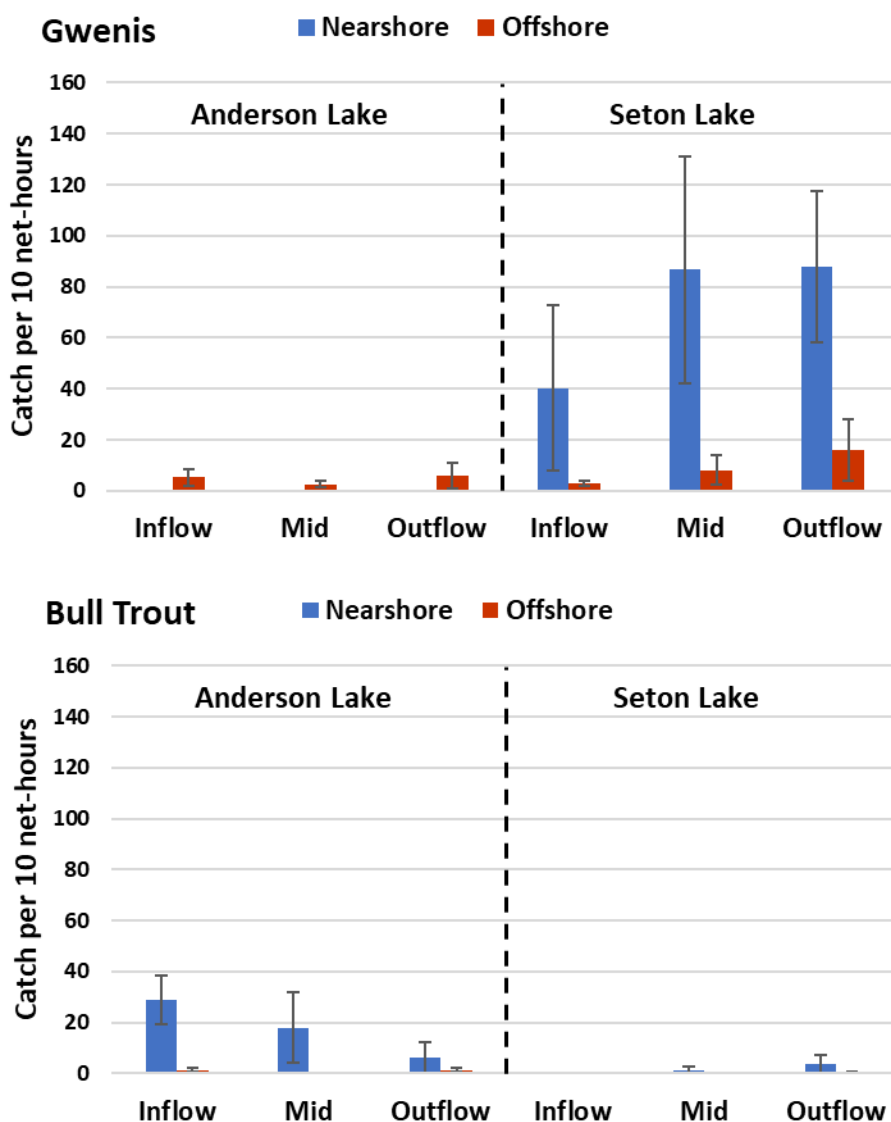 Gwenis
Nearshore Offshore
Catch per 10 net-hours
160
140
120
100
80
60
40
20
0
Anderson Lake Seton Lake
Inflow Mid Outflow Inflow Mid Outflow
Bull Trout
Nearshore Offshore
Catch per 10 net-hours
160
140
120
100
80
60
40
20
0
Anderson Lake Seton Lake
Inflow Mid Outflow Inflow Mid Outflow